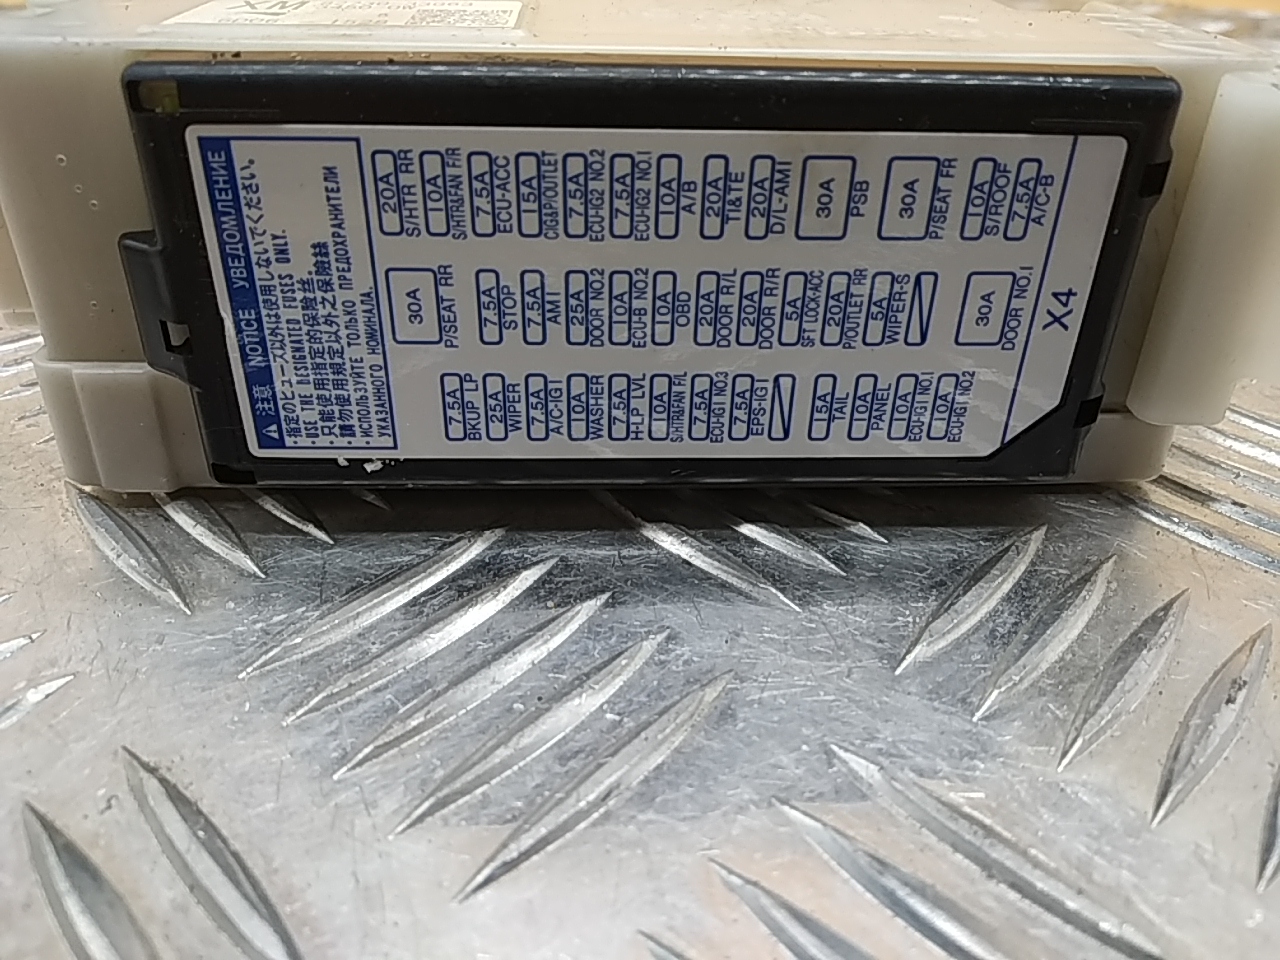 XM
注意 NOTICE УВЕДОМЛЕНИЕ
指定のヒューズ以外は使用しないでください。
・USE THE DESIGNATED FUSES ONLY.
・只能使用指定的保险丝.
・請勿使用規定以外之保險絲
・ИСПОЛЬЗУЙТЕ ТОЛЬКО ПРЕДОХРАНИТЕЛИ
УКАЗАННОГО НОМИНАЛА.
20A S/HTR RR
10A S/HTR&FAN F/R
7.5A ECU-ACC
15A CIG&P/OUTLET
7.5A ECU-IG2 NO.2
7.5A ECU-IG2 NO.1
10A A/B
20A TI&TE
20A D/L-AM1
30A PSB
30A P/SEAT FR
10A S/ROOF
7.5A A/C-B
30A P/SEAT RR
7.5A STOP
7.5A AM1
25A DOOR NO.2
10A ECU-B NO.2
10A OBD
20A DOOR R/L
20A DOOR R/R
5A SFT LOCK-ACC
20A P/OUTLET RR
5A WIPER-S
30A DOOR NO.1
7.5A BKUP LP
25A WIPER
7.5A A/C-IG1
10A WASHER
7.5A H-LP LVL
10A S/HTR&FAN F/L
7.5A ECU-IG1 NO.3
7.5A EPS-IG1
15A TAIL
10A PANEL
10A ECU-IG1 NO.1
10A ECU-IG1 NO.2
X4